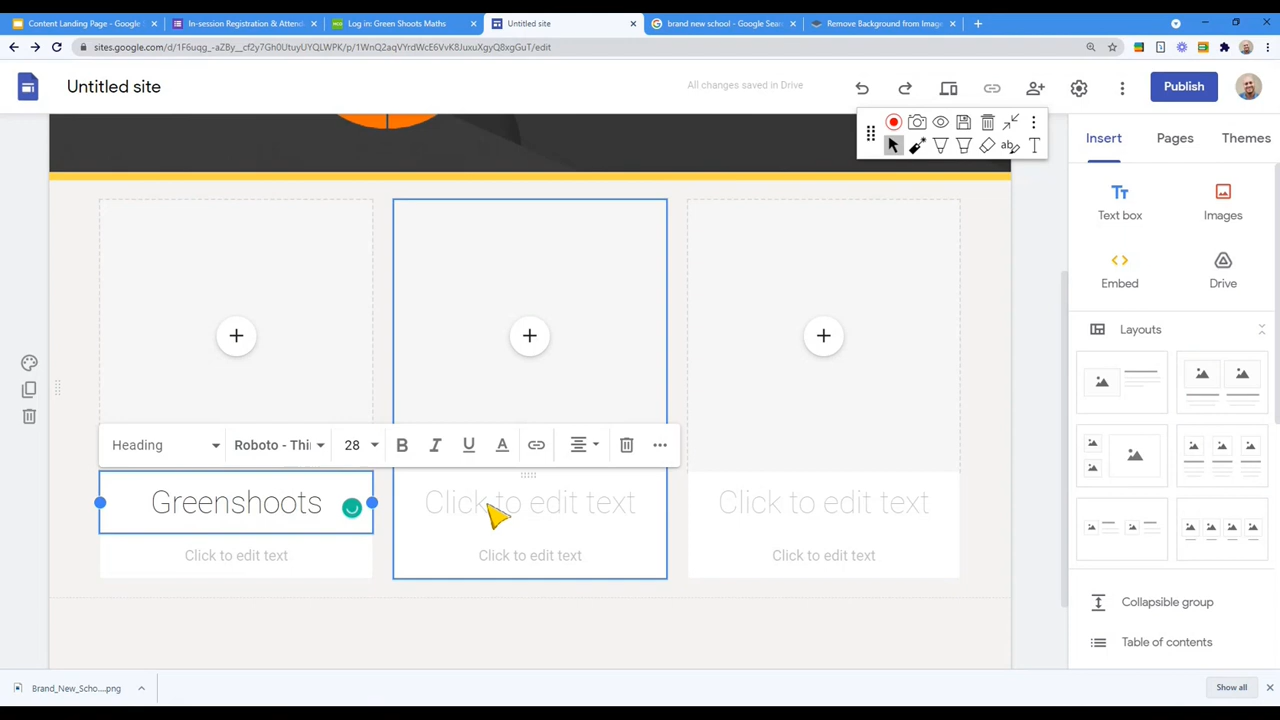 Content Landing Page - Google S
In-session Registration & Attend
Log in: Green Shoots Maths
Untitled site
brand new school - Google Sear
Remove Background from Image
sites.google.com/d/1F6uqg_-aZBy__cf2y7Gh0UtuyUYQLWPK/p/1WnQ2aqVYrdWcE6VvK8JuxuXgyQ8xgGuT/edit
Untitled site
All changes saved in Drive
Publish
Insert
Pages
Themes
Text box
Images
Embed
Drive
Layouts
Heading
Roboto - Thi
28
Greenshoots
Click to edit text
Click to edit text
Click to edit text
Click to edit text
Click to edit text
Collapsible group
Table of contents
Brand_New_Scho....png
Show all